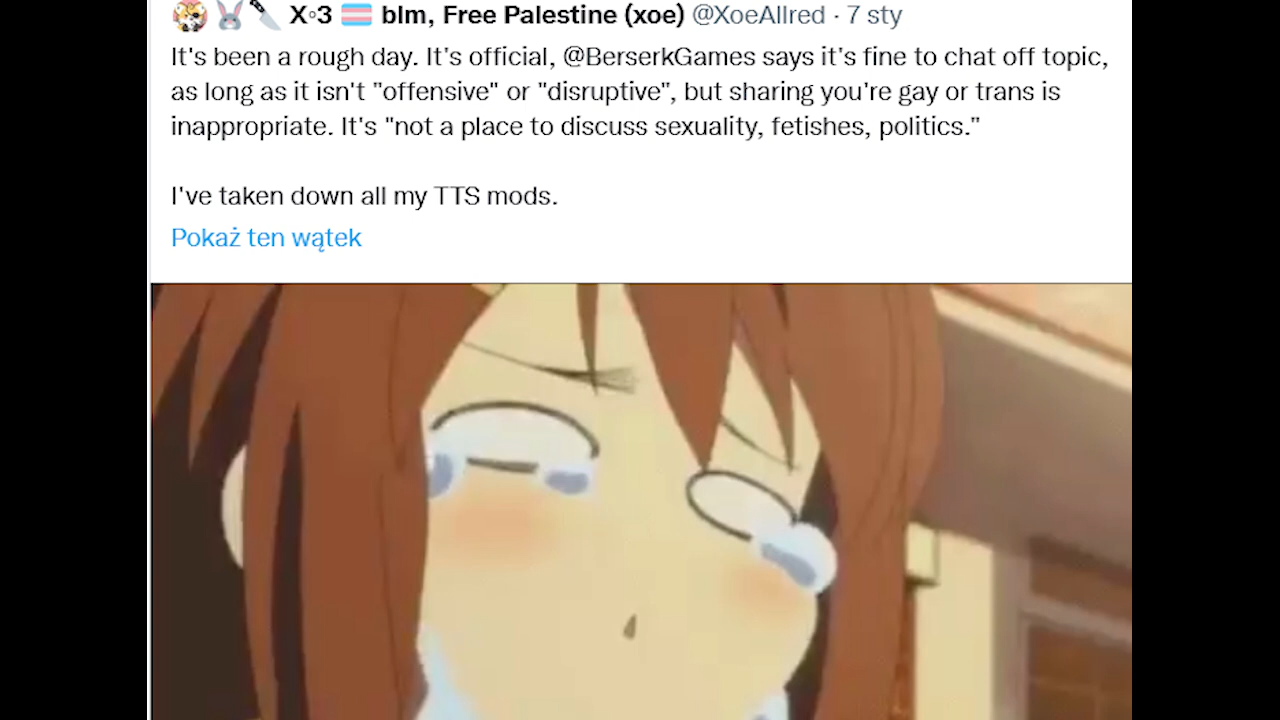 X◦3 🏳️‍⚧️ blm, Free Palestine (xoe) @XoeAllred · 7 sty
It's been a rough day. It's official, @BerserkGames says it's fine to chat off topic,
as long as it isn't "offensive" or "disruptive", but sharing you're gay or trans is
inappropriate. It's "not a place to discuss sexuality, fetishes, politics."
I've taken down all my TTS mods.
Pokaż ten wątek